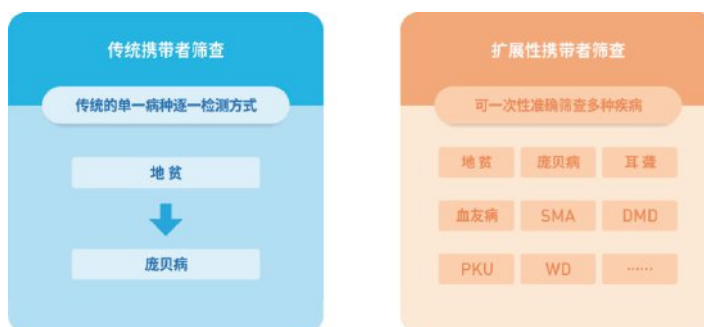 传统携带者筛查
传统的单一病种逐一检测方式
地贫
庞贝病
扩展性携带者筛查
可一次性准确筛查多种疾病
地贫 庞贝病 耳聋
血友病 SMA DMD
PKU WD ……